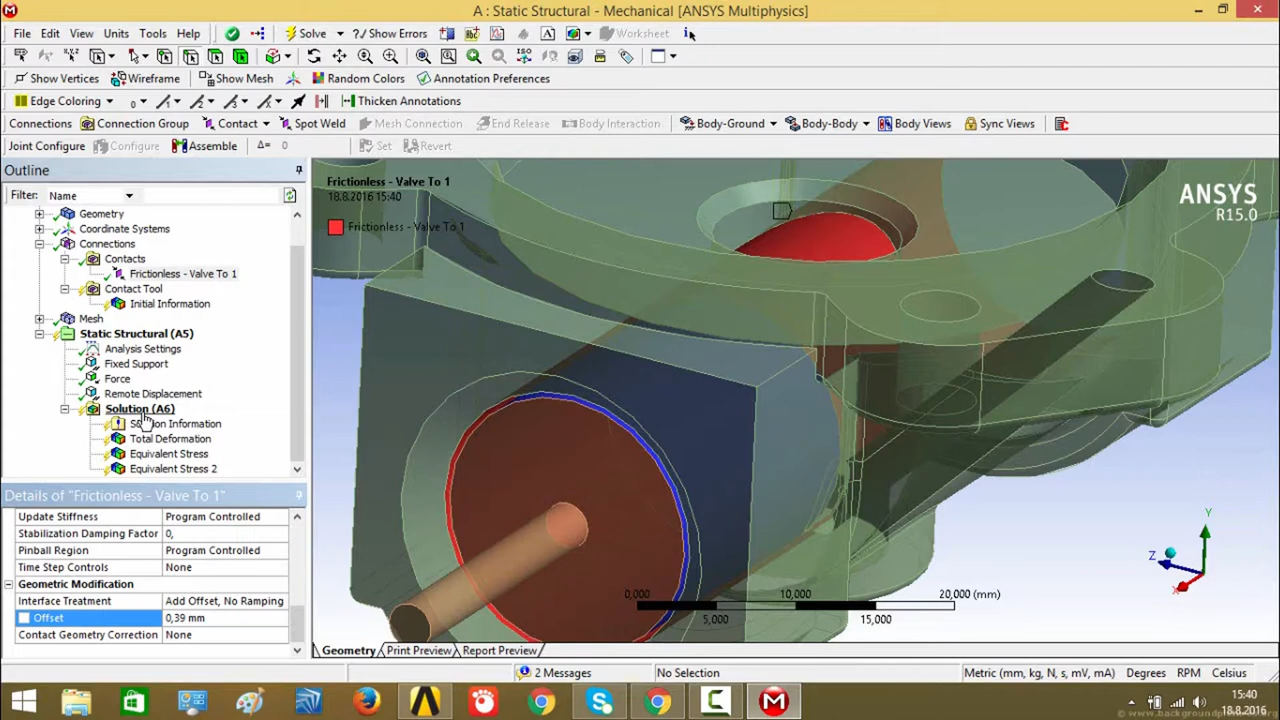 A : Static Structural - Mechanical [ANSYS Multiphysics]
File Edit View Units Tools Help Solve ?/ Show Errors Worksheet
Show Vertices Wireframe Show Mesh Random Colors Annotation Preferences
Edge Coloring Thicken Annotations
Connections Connection Group Contact Spot Weld Mesh Connection End Release Body Interaction Body-Ground Body-Body Body Views Sync Views
Joint Configure Configure Assemble Δ= 0 Set Revert
Outline
Filter: Name
Geometry
Coordinate Systems
Connections
Contacts
Frictionless - Valve To 1
Contact Tool
Initial Information
Mesh
Static Structural (A5)
Analysis Settings
Fixed Support
Force
Remote Displacement
Solution (A6)
Information
Total Deformation
Equivalent Stress
Equivalent Stress 2
Details of "Frictionless - Valve To 1"
Update Stiffness Program Controlled
Stabilization Damping Factor 0,
Pinball Region Program Controlled
Time Step Controls None
Geometric Modification
Interface Treatment Add Offset, No Ramping
Offset 0,39 mm
Contact Geometry Correction None
Frictionless - Valve To 1
18.8.2016 15:40
Frictionless - Valve To 1
ANSYS
R15.0
Y
Z
X
0,000 10,000 20,000 (mm)
5,000 15,000
Geometry Print Preview Report Preview
2 Messages No Selection Metric (mm, kg, N, s, mV, mA) Degrees RPM Celsius
15:40
18.8.2016